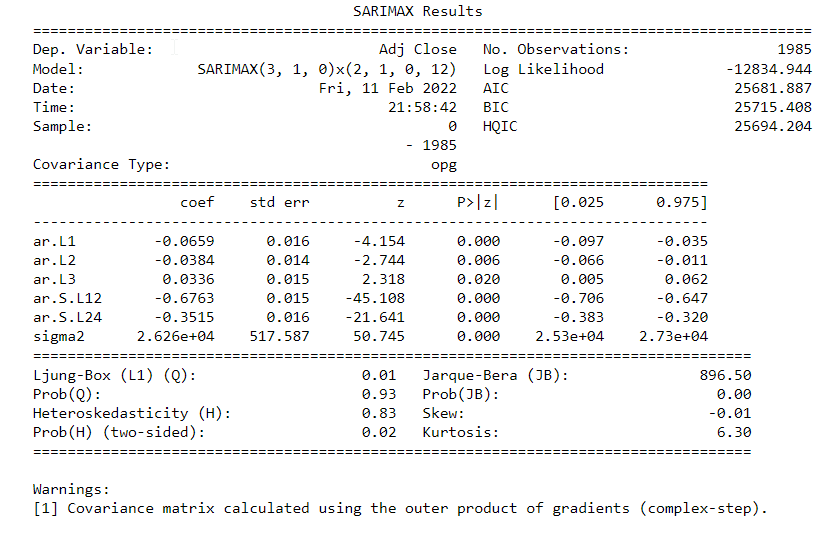 SARIMAX Results
==========================================================================================
Dep. Variable: Adj Close No. Observations: 1985
Model: SARIMAX(3, 1, 0)x(2, 1, 0, 12) Log Likelihood -12834.944
Date: Fri, 11 Feb 2022 AIC 25681.887
Time: 21:58:42 BIC 25715.408
Sample: 0 HQIC 25694.204
- 1985
Covariance Type: opg
==============================================================================
coef std err z P>|z| [0.025 0.975]
------------------------------------------------------------------------------
ar.L1 -0.0659 0.016 -4.154 0.000 -0.097 -0.035
ar.L2 -0.0384 0.014 -2.744 0.006 -0.066 -0.011
ar.L3 0.0336 0.015 2.318 0.020 0.005 0.062
ar.S.L12 -0.6763 0.015 -45.108 0.000 -0.706 -0.647
ar.S.L24 -0.3515 0.016 -21.641 0.000 -0.383 -0.320
sigma2 2.626e+04 517.587 50.745 0.000 2.53e+04 2.73e+04
===================================================================================
Ljung-Box (L1) (Q): 0.01 Jarque-Bera (JB): 896.50
Prob(Q): 0.93 Prob(JB): 0.00
Heteroskedasticity (H): 0.83 Skew: -0.01
Prob(H) (two-sided): 0.02 Kurtosis: 6.30
===================================================================================
Warnings:
[1] Covariance matrix calculated using the outer product of gradients (complex-step).